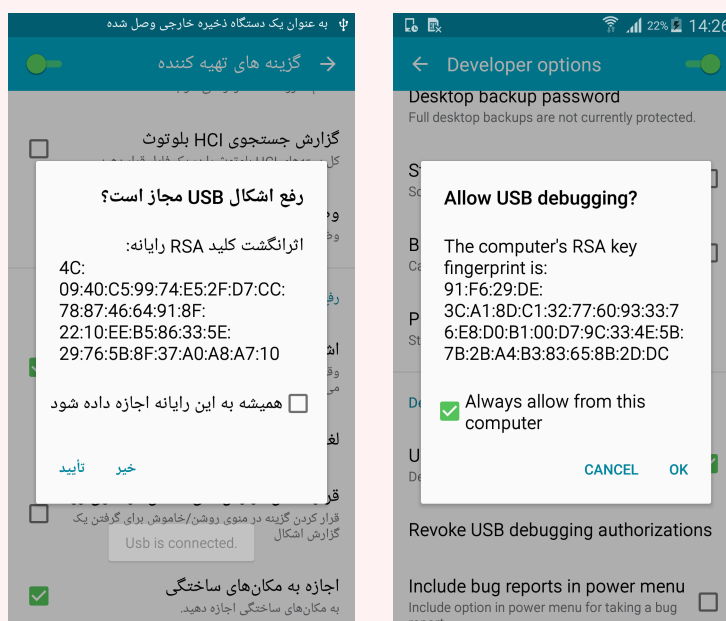 به عنوان یک دستگاه ذخیره خارجی وصل شده
گزینه های تهیه کننده
گزارش جستجوی HCI بلوتوث
رفع اشکال USB مجاز است؟
اثرانگشت کلید RSA رایانه:
4C:
09:40:C5:99:74:E5:2F:D7:CC:
78:87:46:64:91:8F:
22:10:EE:B5:86:33:5E:
29:76:5B:8F:37:A0:A8:A7:10
همیشه به این رایانه اجازه داده شود
خیر
تأیید
قرار کردن گزینه در منوی روشن/خاموش برای گرفتن یک
گزارش اشکال
Usb is connected.
اجازه به مکان‌های ساختگی
به مکان‌های ساختگی اجازه دهید.
22% 14:26
Developer options
Desktop backup password
Full desktop backups are not currently protected.
Allow USB debugging?
The computer's RSA key
fingerprint is:
91:F6:29:DE:
3C:A1:8D:C1:32:77:60:93:33:7
6:E8:D0:B1:00:D7:9C:33:4E:5B:
7B:2B:A4:B3:83:65:8B:2D:DC
Always allow from this
computer
CANCEL
OK
Revoke USB debugging authorizations
Include bug reports in power menu
Include option in power menu for taking a bug